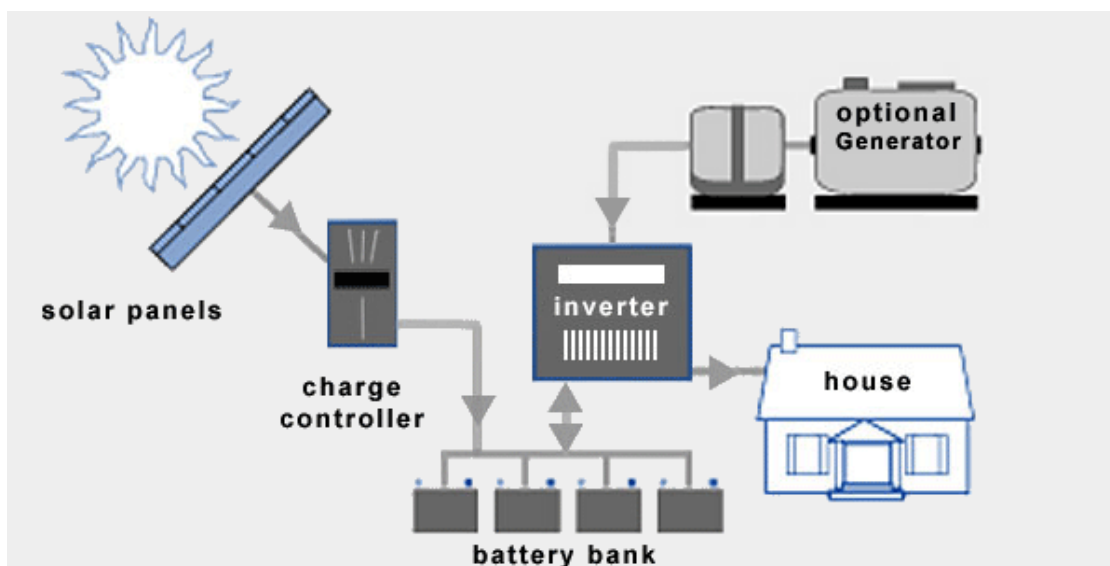 optional
Generator
inverter
solar panels
house
charge
controller
battery bank